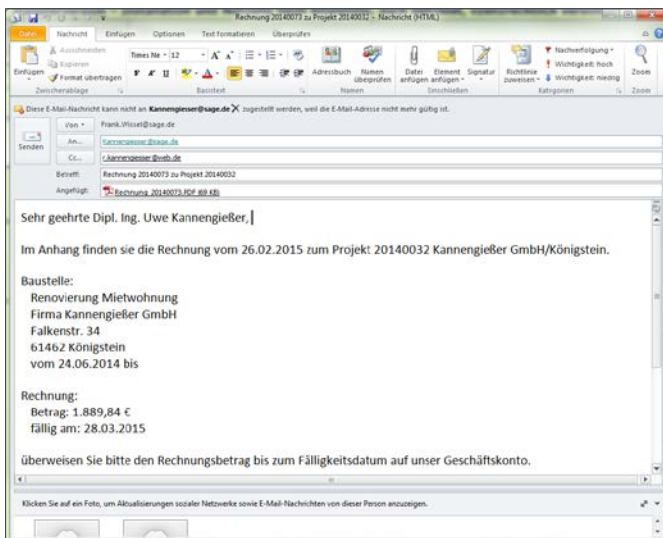 Rechnung 20140073 zu Projekt 20140032 - Nachricht (HTML)
Datei Nachricht Einfügen Optionen Text formatieren Überprüfen
Einfügen
Ausschneiden
Kopieren
Format übertragen
Zwischenablage
Times Ne 12
F K U
Basistext
Adressbuch
Namen überprüfen
Namen
Datei anfügen
Element anfügen
Signatur
Einschließen
Richtlinie zuweisen
Nachverfolgung
Wichtigkeit: hoch
Wichtigkeit: niedrig
Kategorien
Zoom
Zoom
Diese E-Mail-Nachricht kann nicht an Kannengiesser@sage.de zugestellt werden, weil die E-Mail-Adresse nicht mehr gültig ist.
Senden
Von Frank.Wissel@sage.de
An... Kannengiesser@sage.de
Cc... r.kannengiesser@web.de
Betreff: Rechnung 20140073 zu Projekt 20140032
Angefügt: Rechnung_20140073.PDF (69 KB)
Sehr geehrte Dipl. Ing. Uwe Kannengießer,
Im Anhang finden sie die Rechnung vom 26.02.2015 zum Projekt 20140032 Kannengießer GmbH/Königstein.
Baustelle:
Renovierung Mietwohnung
Firma Kannengießer GmbH
Falkenstr. 34
61462 Königstein
vom 24.06.2014 bis
Rechnung:
Betrag: 1.889,84 €
fällig am: 28.03.2015
überweisen Sie bitte den Rechnungsbetrag bis zum Fälligkeitsdatum auf unser Geschäftskonto.
Klicken Sie auf ein Foto, um Aktualisierungen sozialer Netzwerke sowie E-Mail-Nachrichten von dieser Person anzuzeigen.